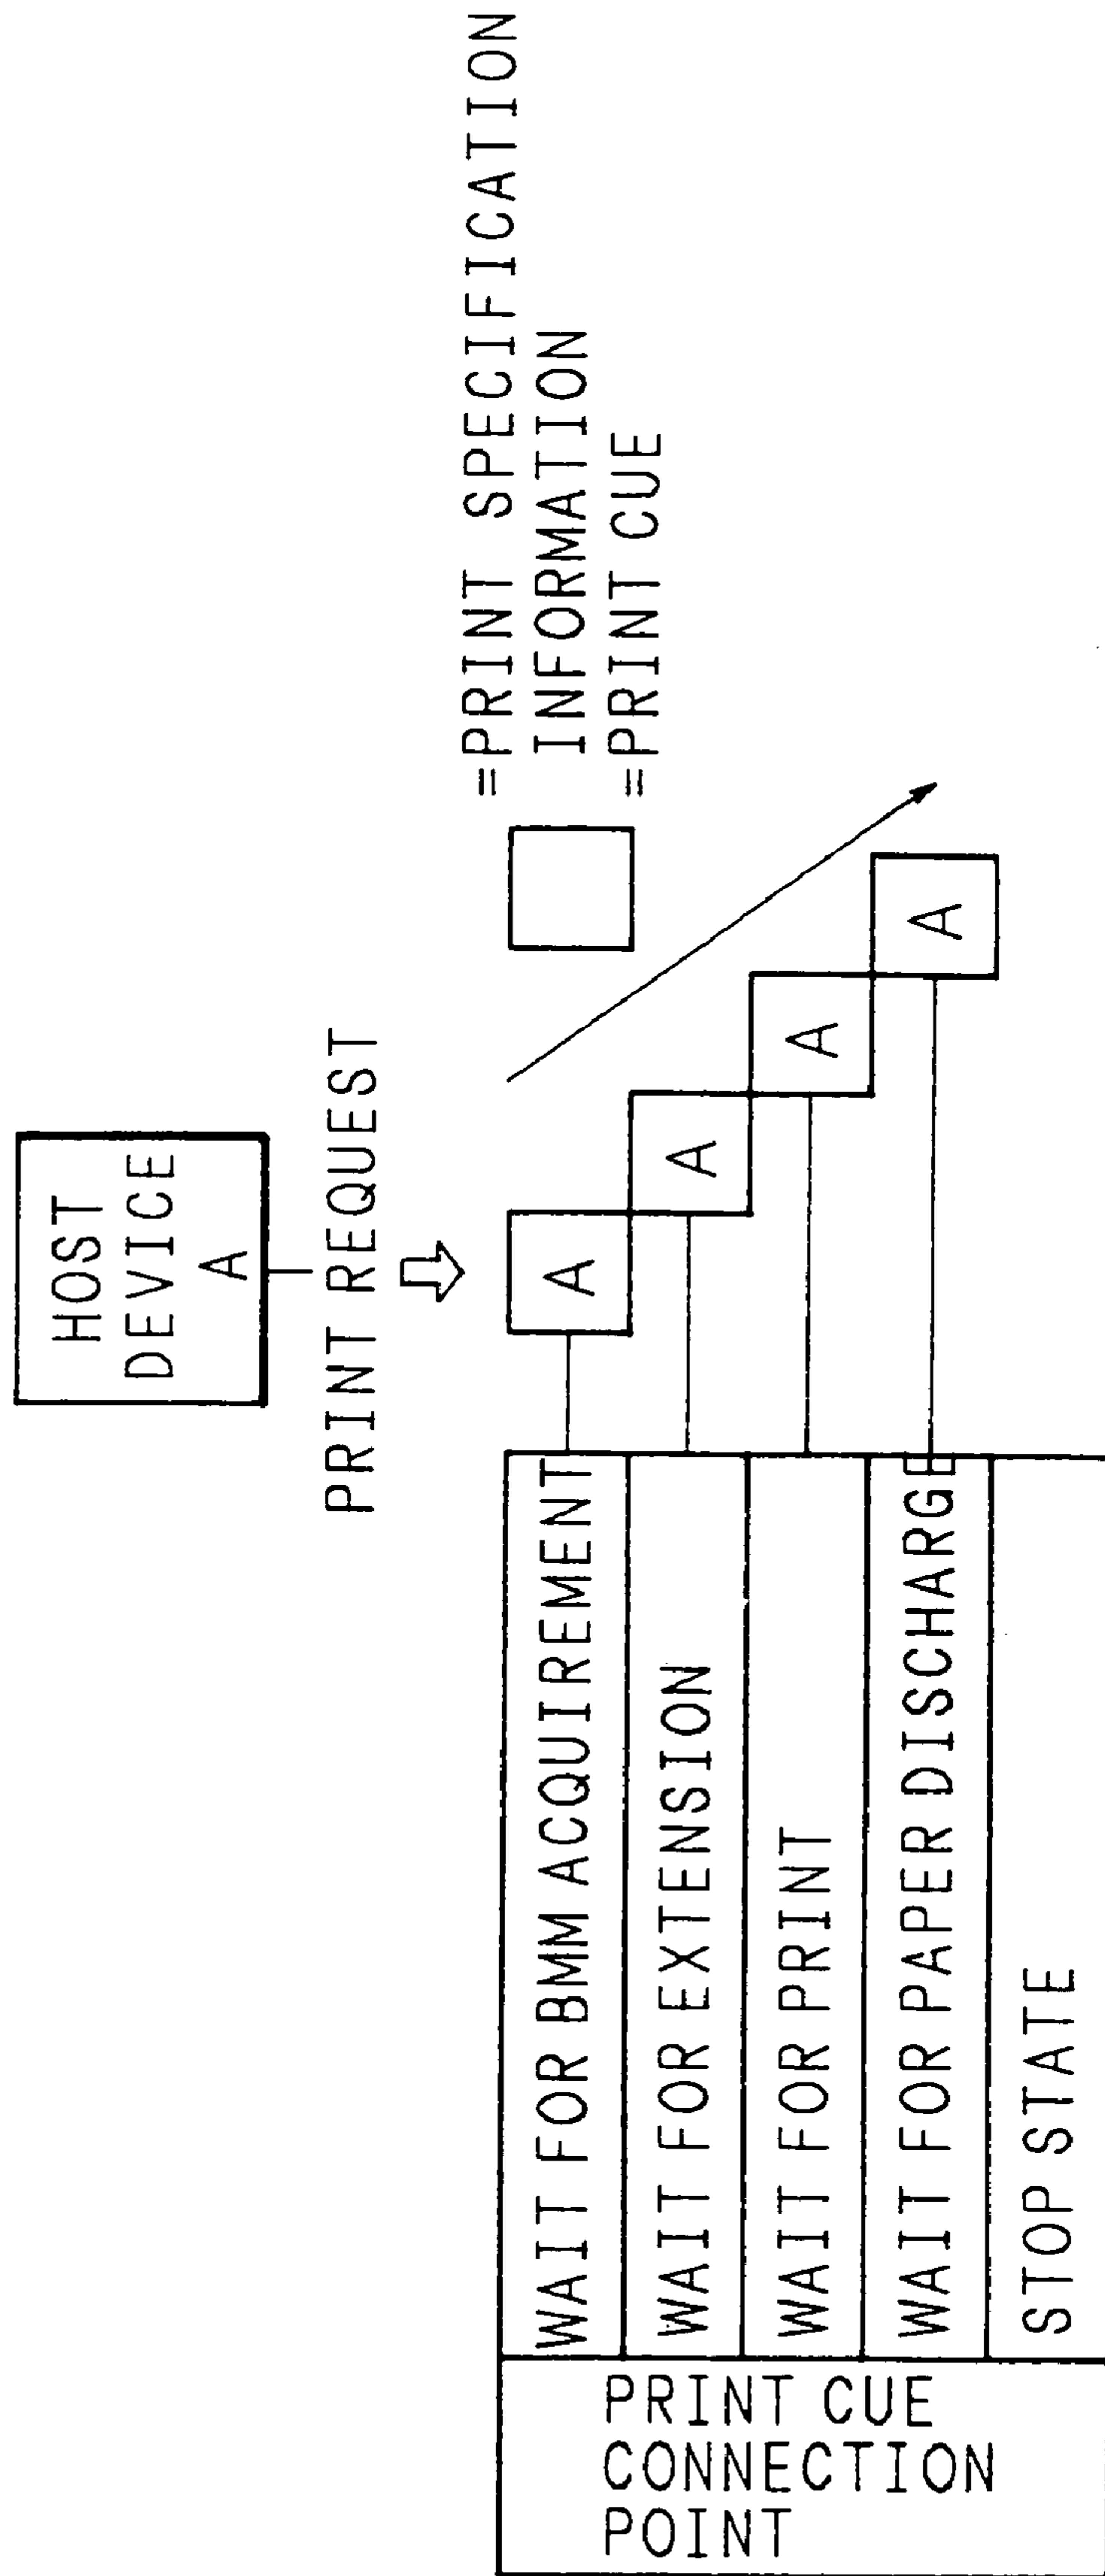 HOST
DEVICE
A
PRINT REQUEST
=PRINT SPECIFICATION
INFORMATION
=PRINT CUE
A
A
A
A
PRINT CUE
CONNECTION
POINT
WAIT FOR BMM ACQUIREMENT
WAIT FOR EXTENSION
WAIT FOR PRINT
WAIT FOR PAPER DISCHARGE
STOP STATE